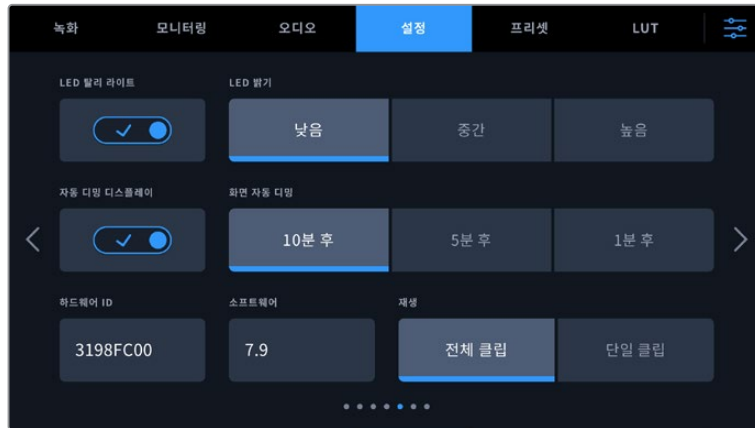 녹화 모니터링 오디오 설정 프리셋 LUT
LED 탈리 라이트 LED 밝기
낮음 중간 높음
자동 디밍 디스플레이 화면 자동 디밍
10분 후 5분 후 1분 후
하드웨어 ID 소프트웨어 재생
3198FC00 7.9 전체 클립 단일 클립